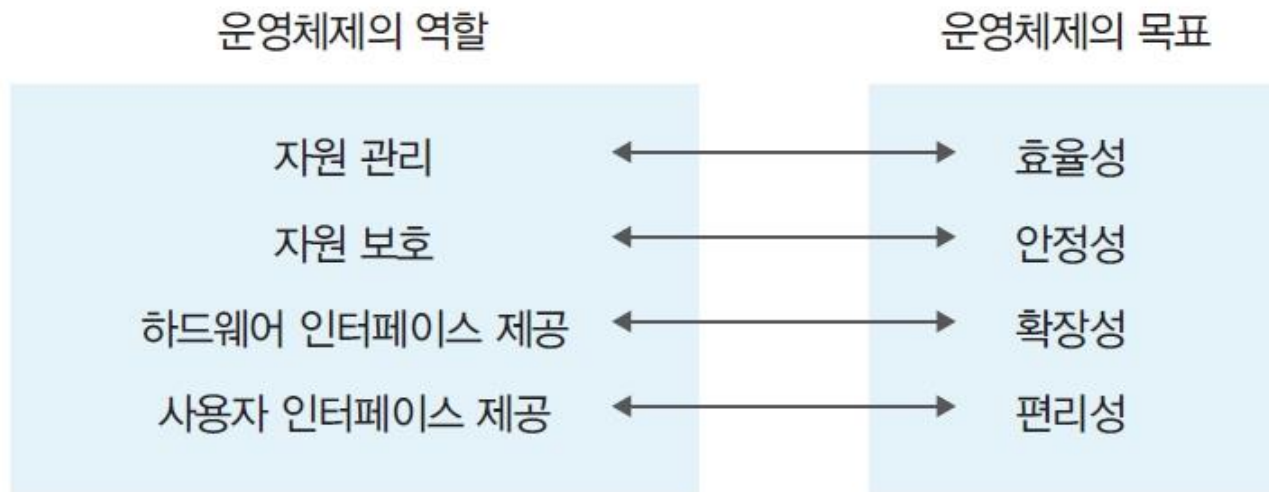 운영체제의 역할 운영체제의 목표
자원 관리 효율성
자원 보호 안정성
하드웨어 인터페이스 제공 확장성
사용자 인터페이스 제공 편리성